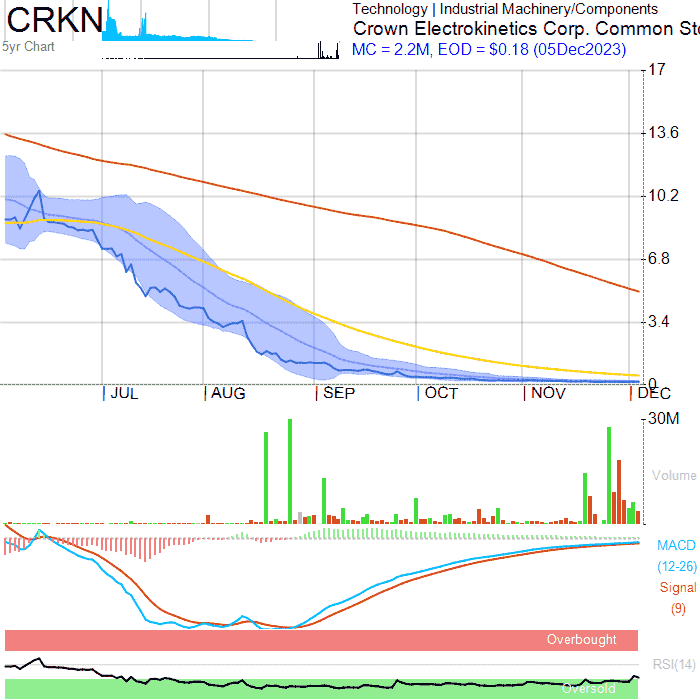 CRKN
5yr Chart
Technology | Industrial Machinery/Components
Crown Electrokinetics Corp. Common Sto
MC = 2.2M, EOD = $0.18 (05Dec2023)
17
13.6
10.2
6.8
3.4
0
JUL AUG SEP OCT NOV DEC
30M
Volume
MACD
(12-26)
Signal
(9)
Overbought
RSI(14)
Oversold